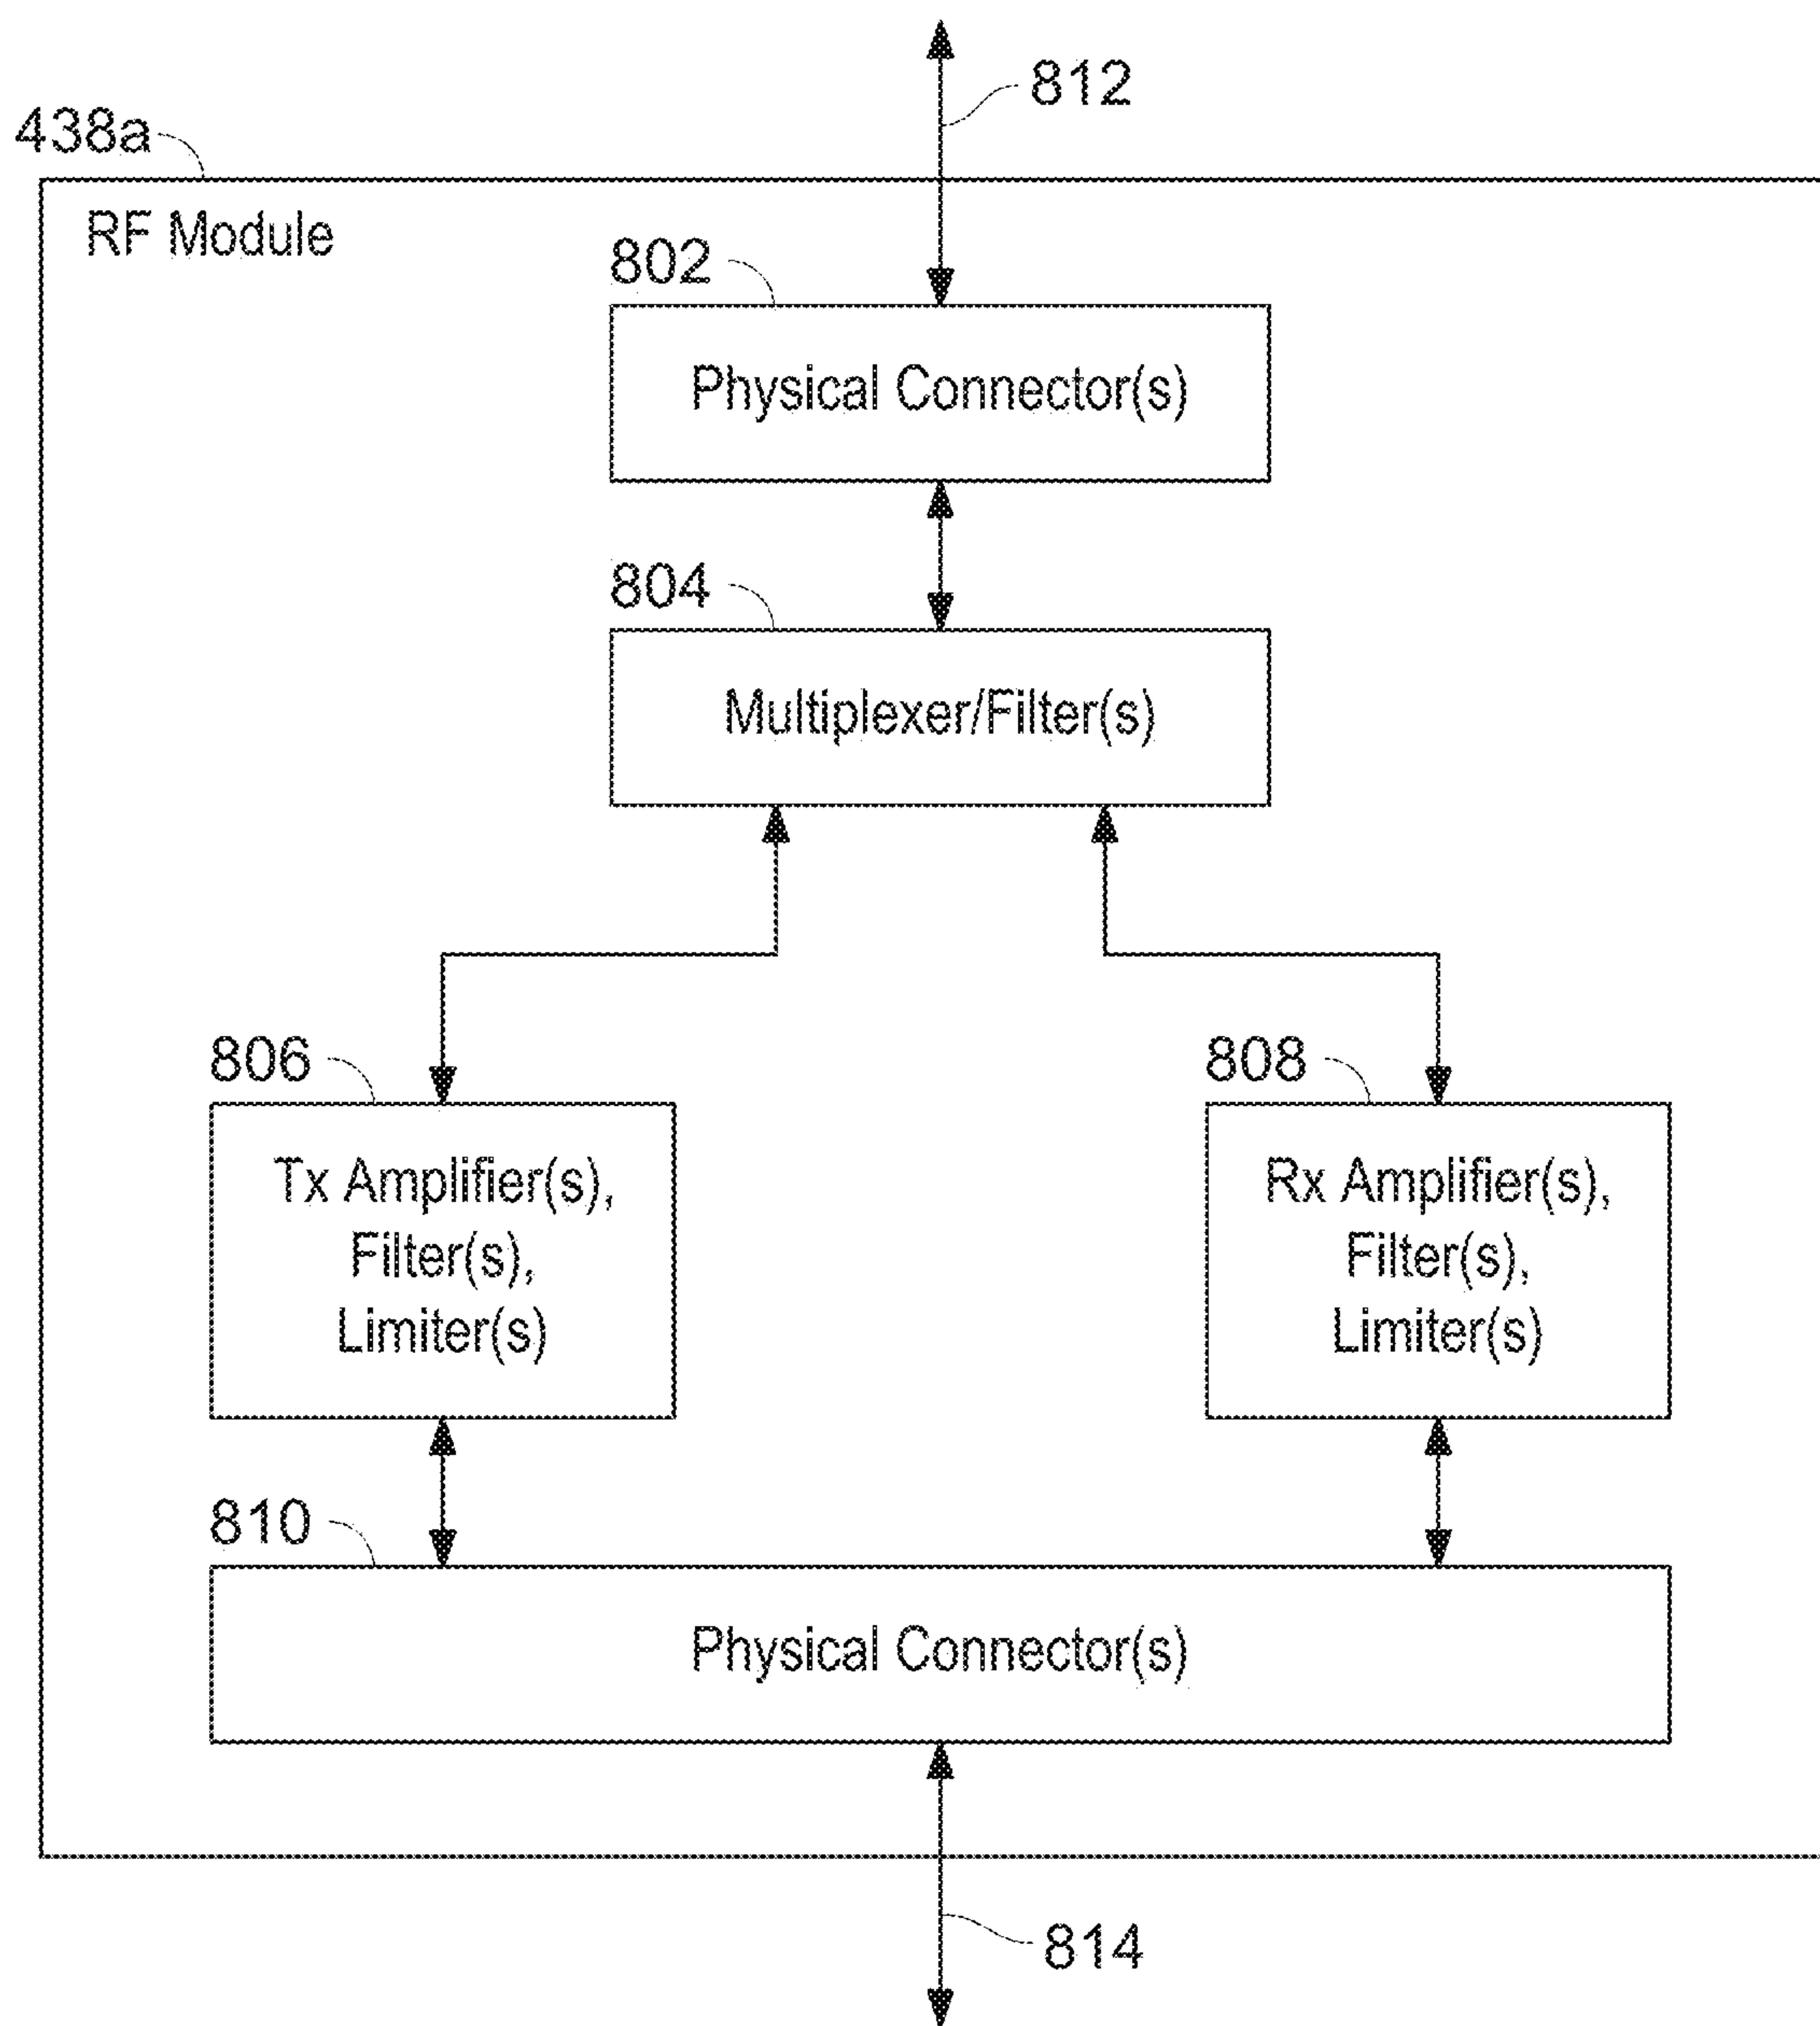 812
438a
RF Module
802
Physical Connector(s)
804
Multiplexer/Filter(s)
806
808
Tx Amplifier(s),
Filter(s),
Limiter(s)
Rx Amplifier(s),
Filter(s),
Limiter(s)
810
Physical Connector(s)
814